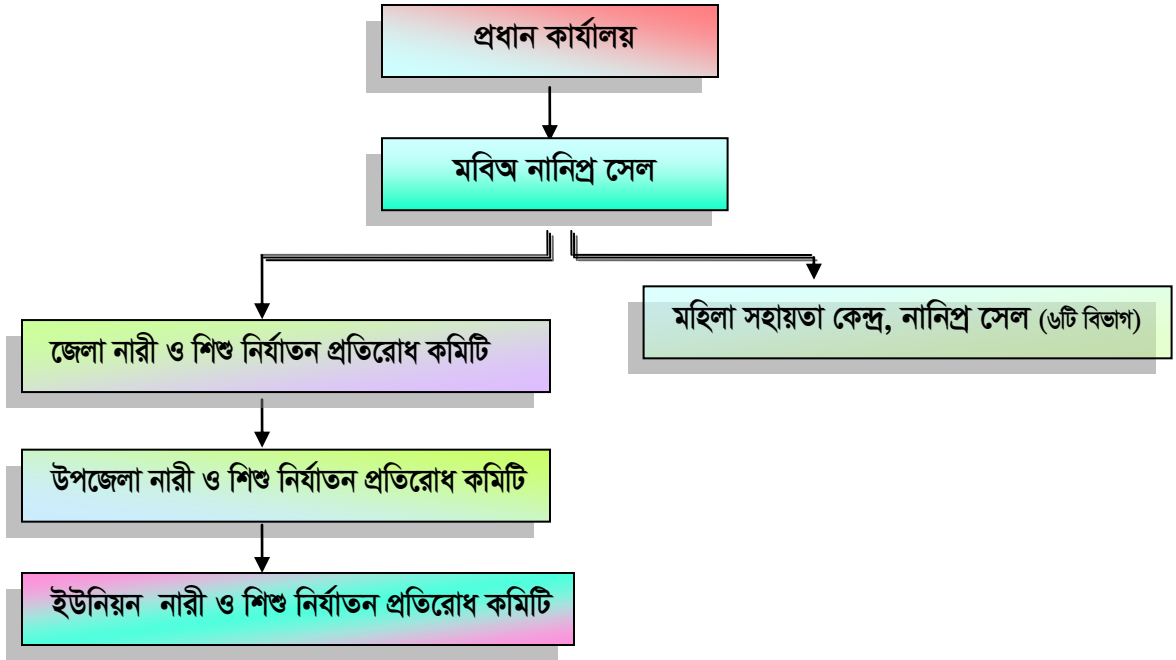 প্রধান কার্যালয়
মবিঅ নানিপ্র সেল
মহিলা সহায়তা কেন্দ্র, নানিপ্র সেল (৬টি বিভাগ)
জেলা নারী ও শিশু নির্যাতন প্রতিরোধ কমিটি
উপজেলা নারী ও শিশু নির্যাতন প্রতিরোধ কমিটি
ইউনিয়ন নারী ও শিশু নির্যাতন প্রতিরোধ কমিটি